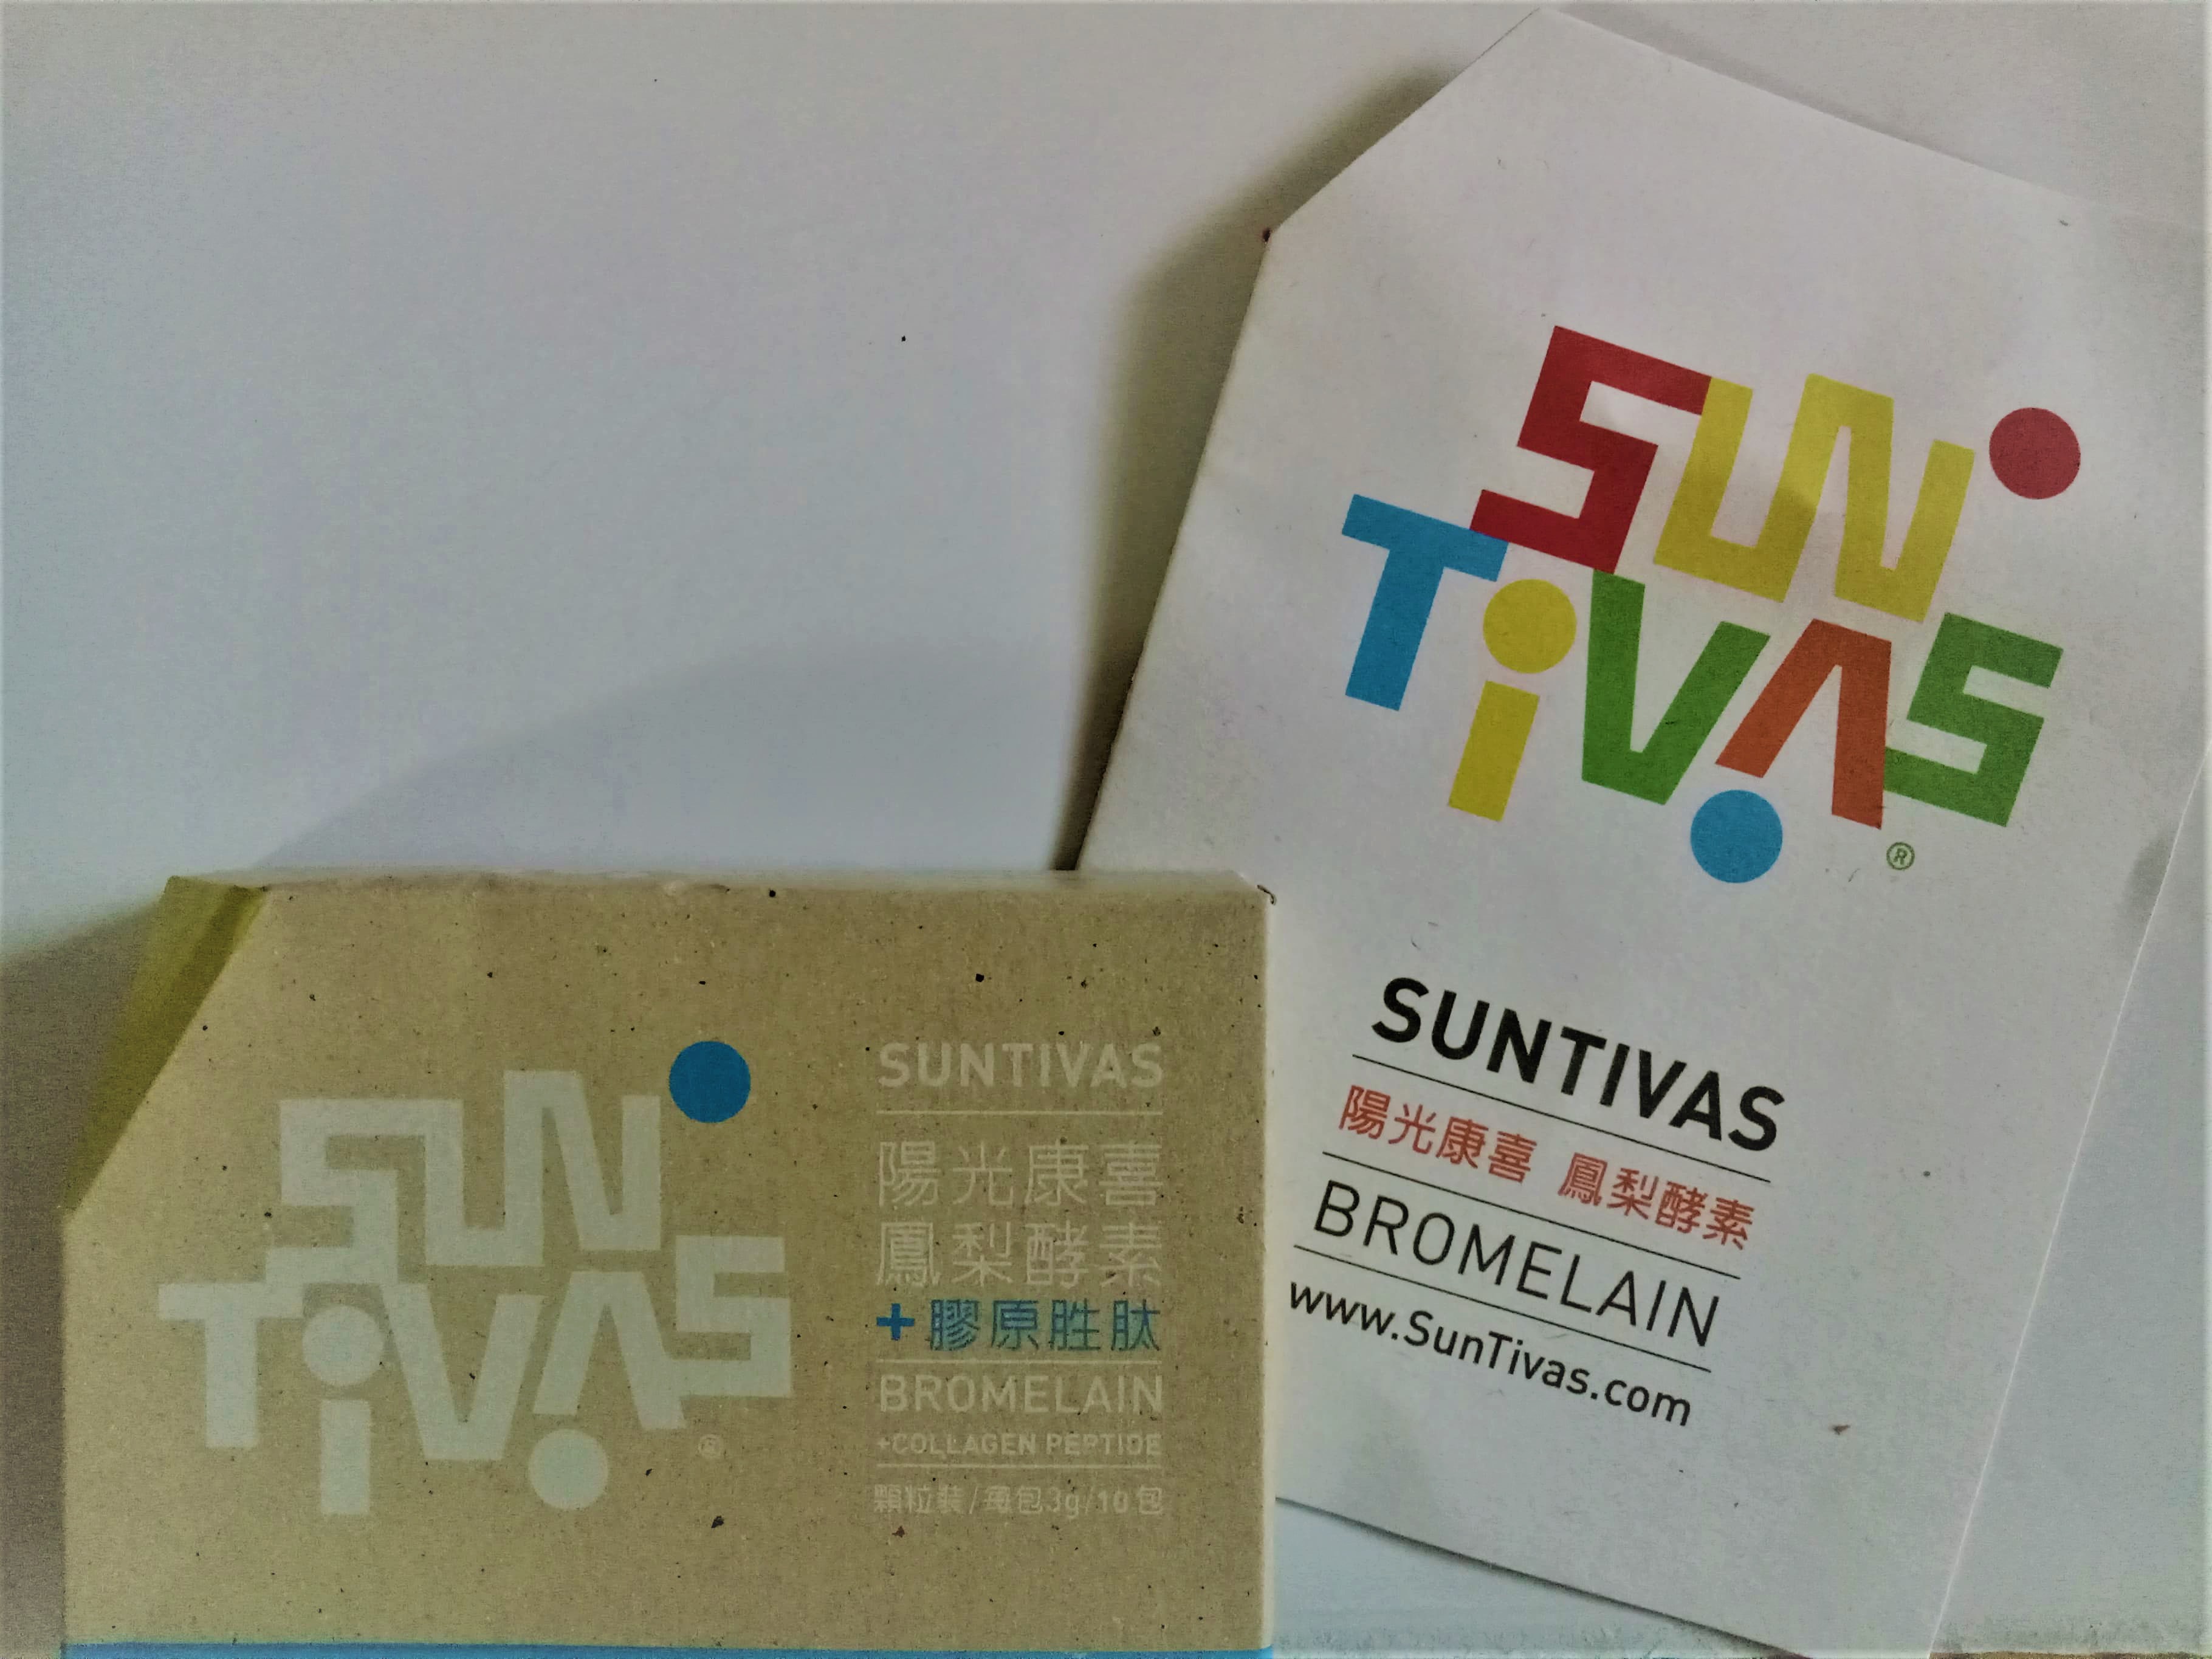 SUN
TiVAS
®
SUNTIVAS
陽光康喜
鳳梨酵素
+膠原胜肽
BROMELAIN
+COLLAGEN PEPTIDE
顆粒裝/每包3g/10包
SUN
TiVAS
®
SUNTIVAS
陽光康喜 鳳梨酵素
BROMELAIN
www.SunTivas.com